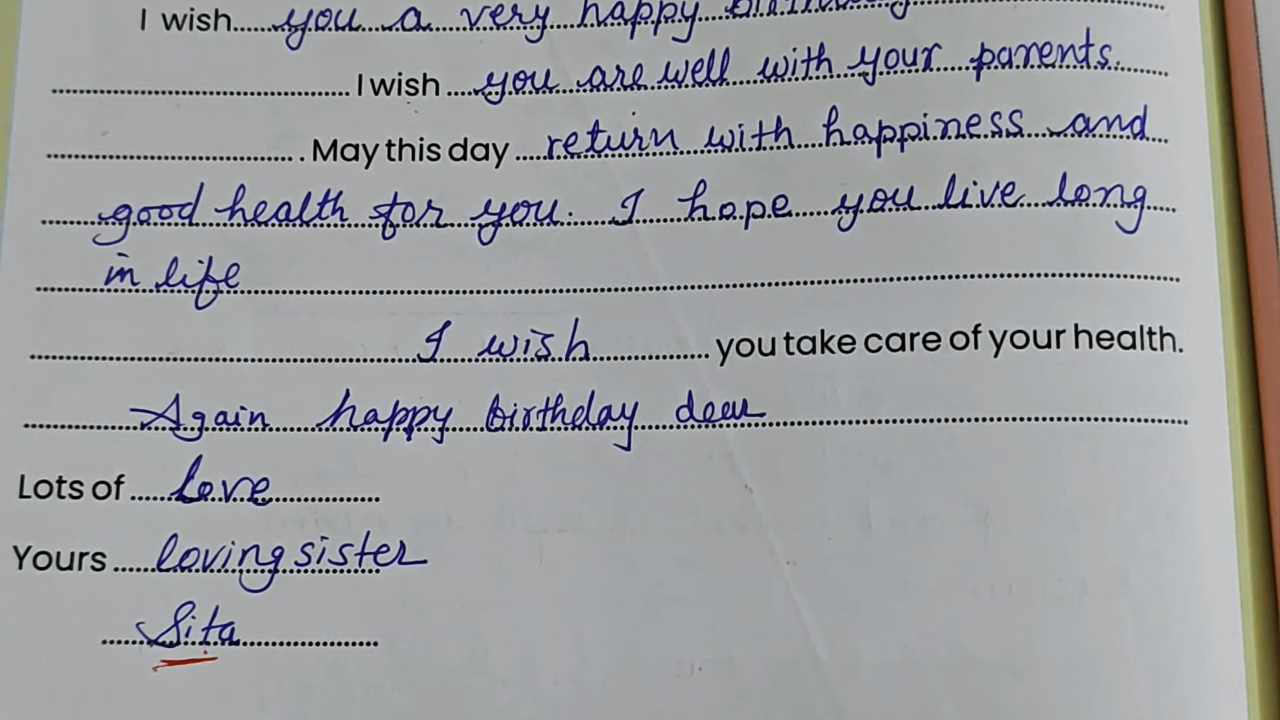 I wish you a very happy
I wish you are well with your parents.
. May this day return with happiness and
good health for you. I hope you live long
in life
I wish you take care of your health.
Again happy birthday dear
Lots of love
Yours loving sister
Sita